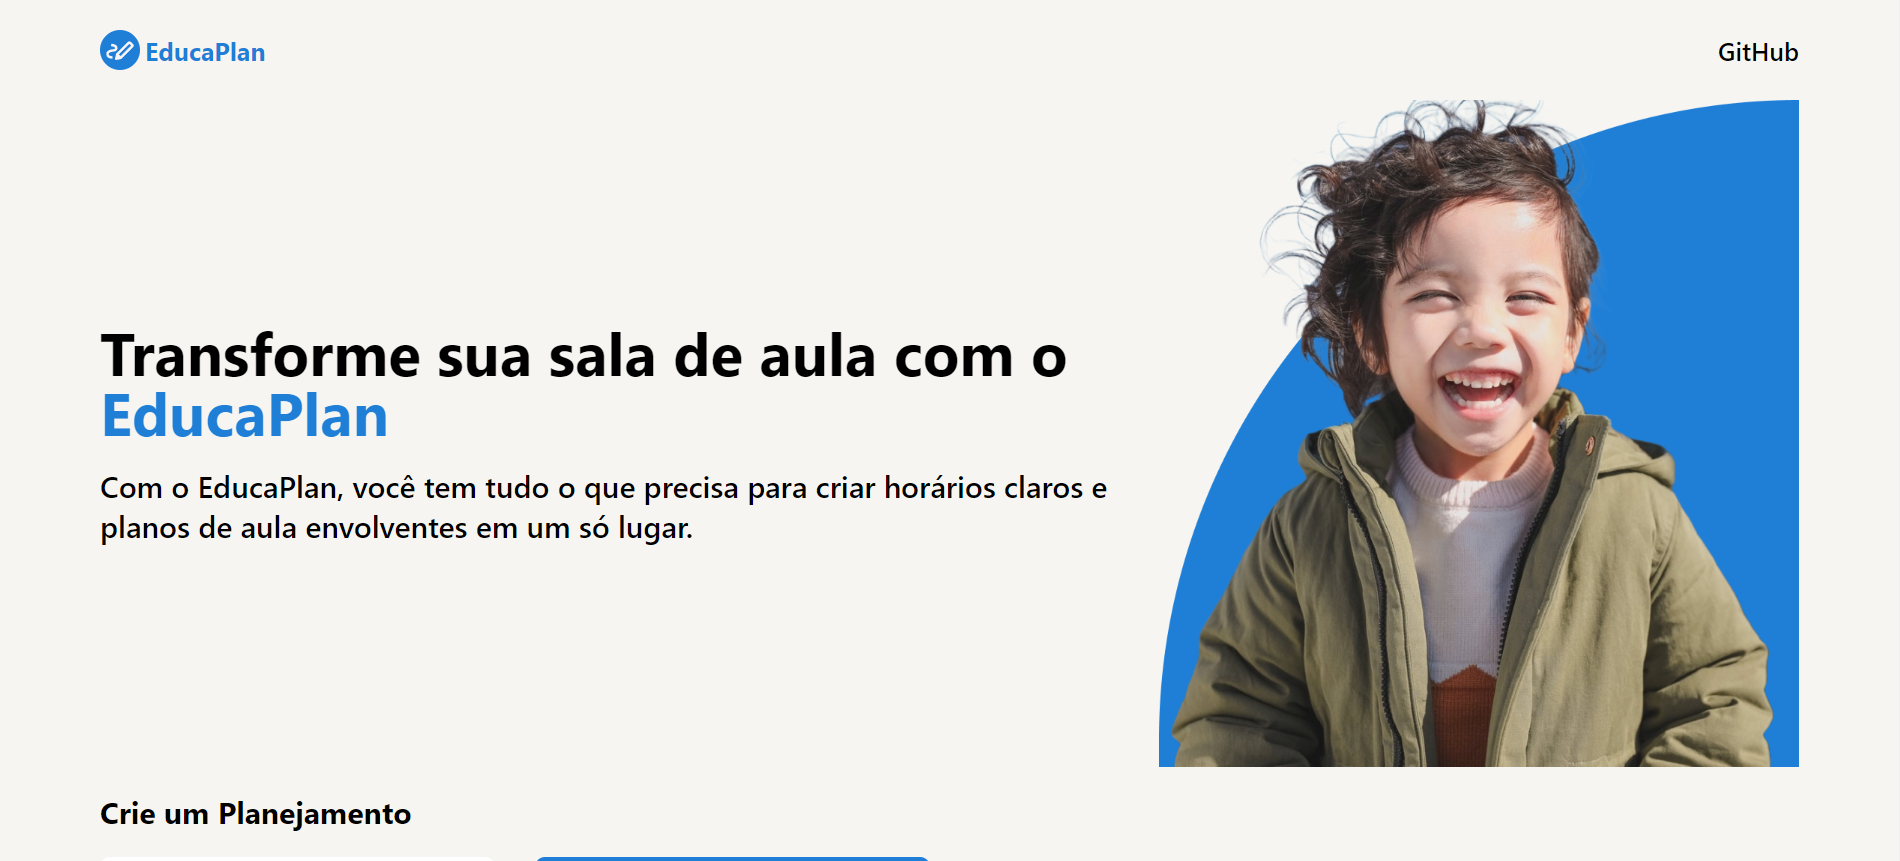 EducaPlan
GitHub
Transforme sua sala de aula com o
EducaPlan
Com o EducaPlan, você tem tudo o que precisa para criar horários claros e
planos de aula envolventes em um só lugar.
Crie um Planejamento